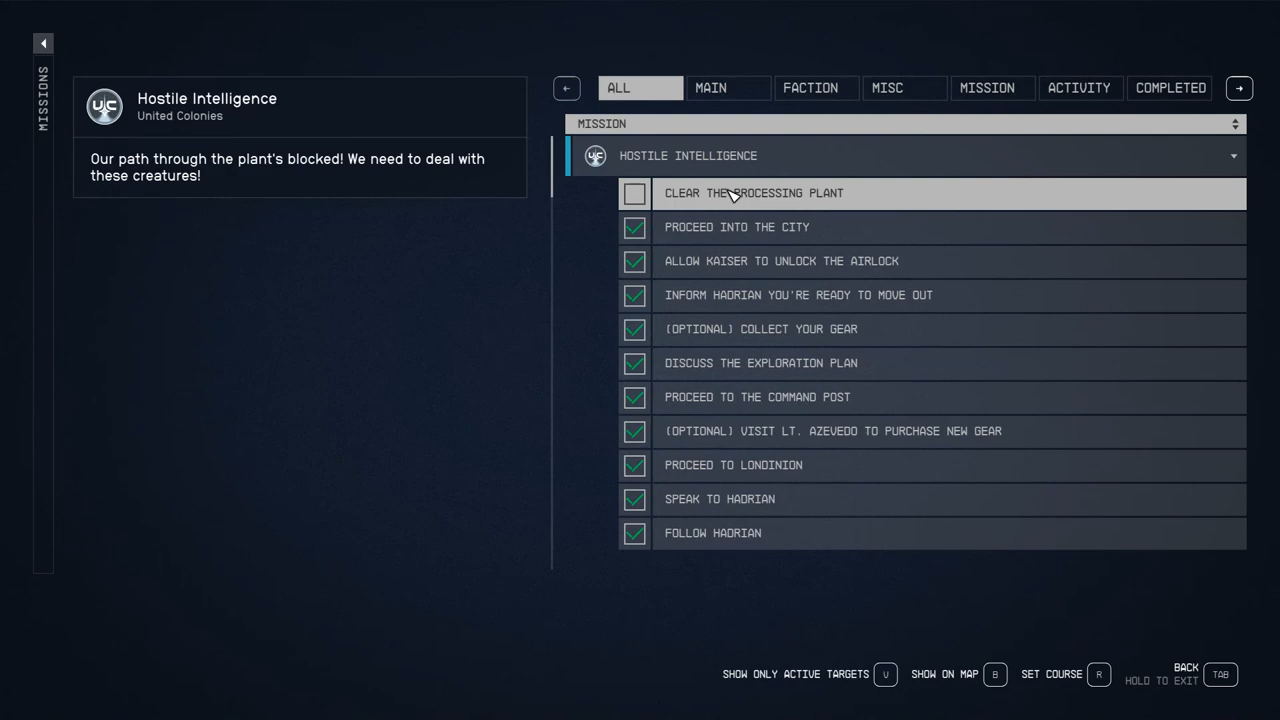 MISSIONS
UC
Hostile Intelligence
United Colonies
Our path through the plant's blocked! We need to deal with
these creatures!
ALL MAIN FACTION MISC MISSION ACTIVITY COMPLETED
MISSION
HOSTILE INTELLIGENCE
CLEAR THE PROCESSING PLANT
PROCEED INTO THE CITY
ALLOW KAISER TO UNLOCK THE AIRLOCK
INFORM HADRIAN YOU'RE READY TO MOVE OUT
(OPTIONAL) COLLECT YOUR GEAR
DISCUSS THE EXPLORATION PLAN
PROCEED TO THE COMMAND POST
(OPTIONAL) VISIT LT. AZEVEDO TO PURCHASE NEW GEAR
PROCEED TO LONDINION
SPEAK TO HADRIAN
FOLLOW HADRIAN
SHOW ONLY ACTIVE TARGETS V SHOW ON MAP B SET COURSE R BACK TAB
HOLD TO EXIT